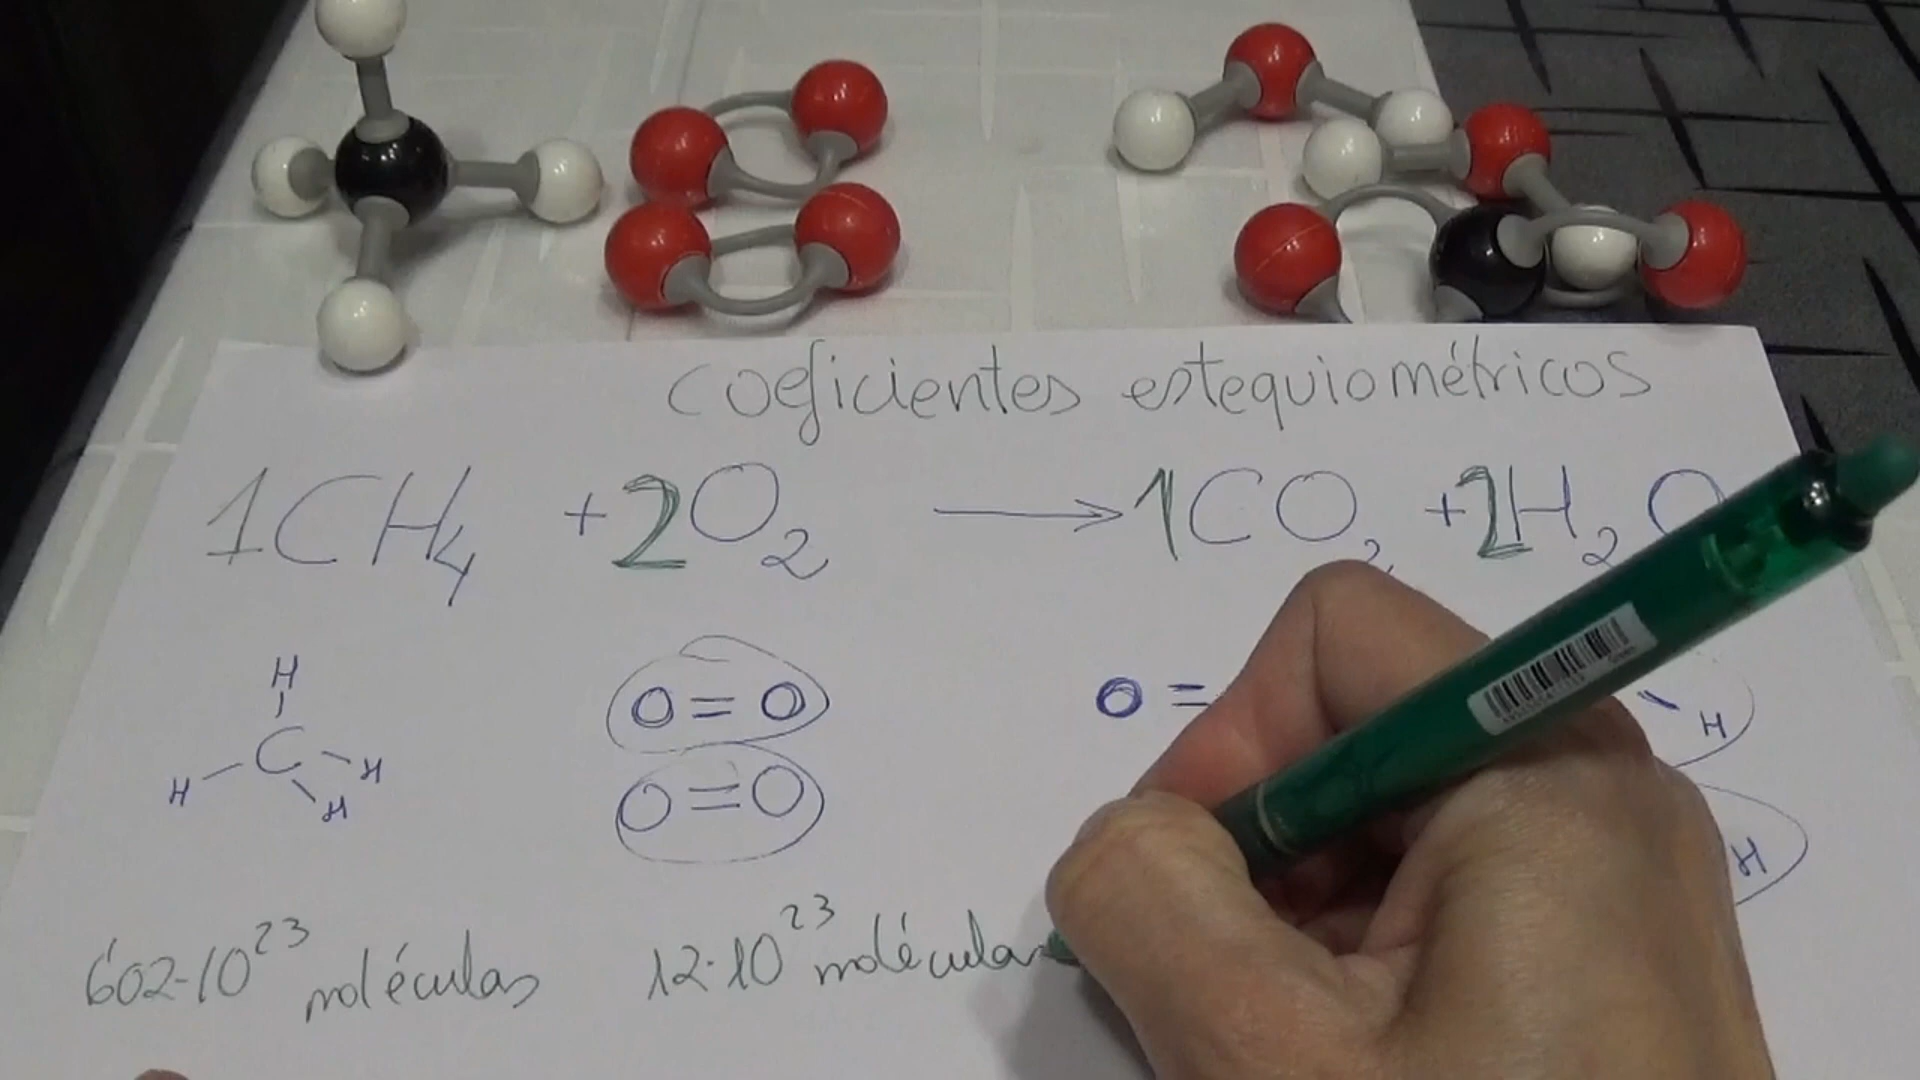 Coeficientes estequiométricos
1CH₄ + 2O₂ → 1CO₂ + 2H₂O
H
O = O
O =
H
H - C - H
H
O = O
H
6'02·10²³ moléculas 12·10²³ moléculas